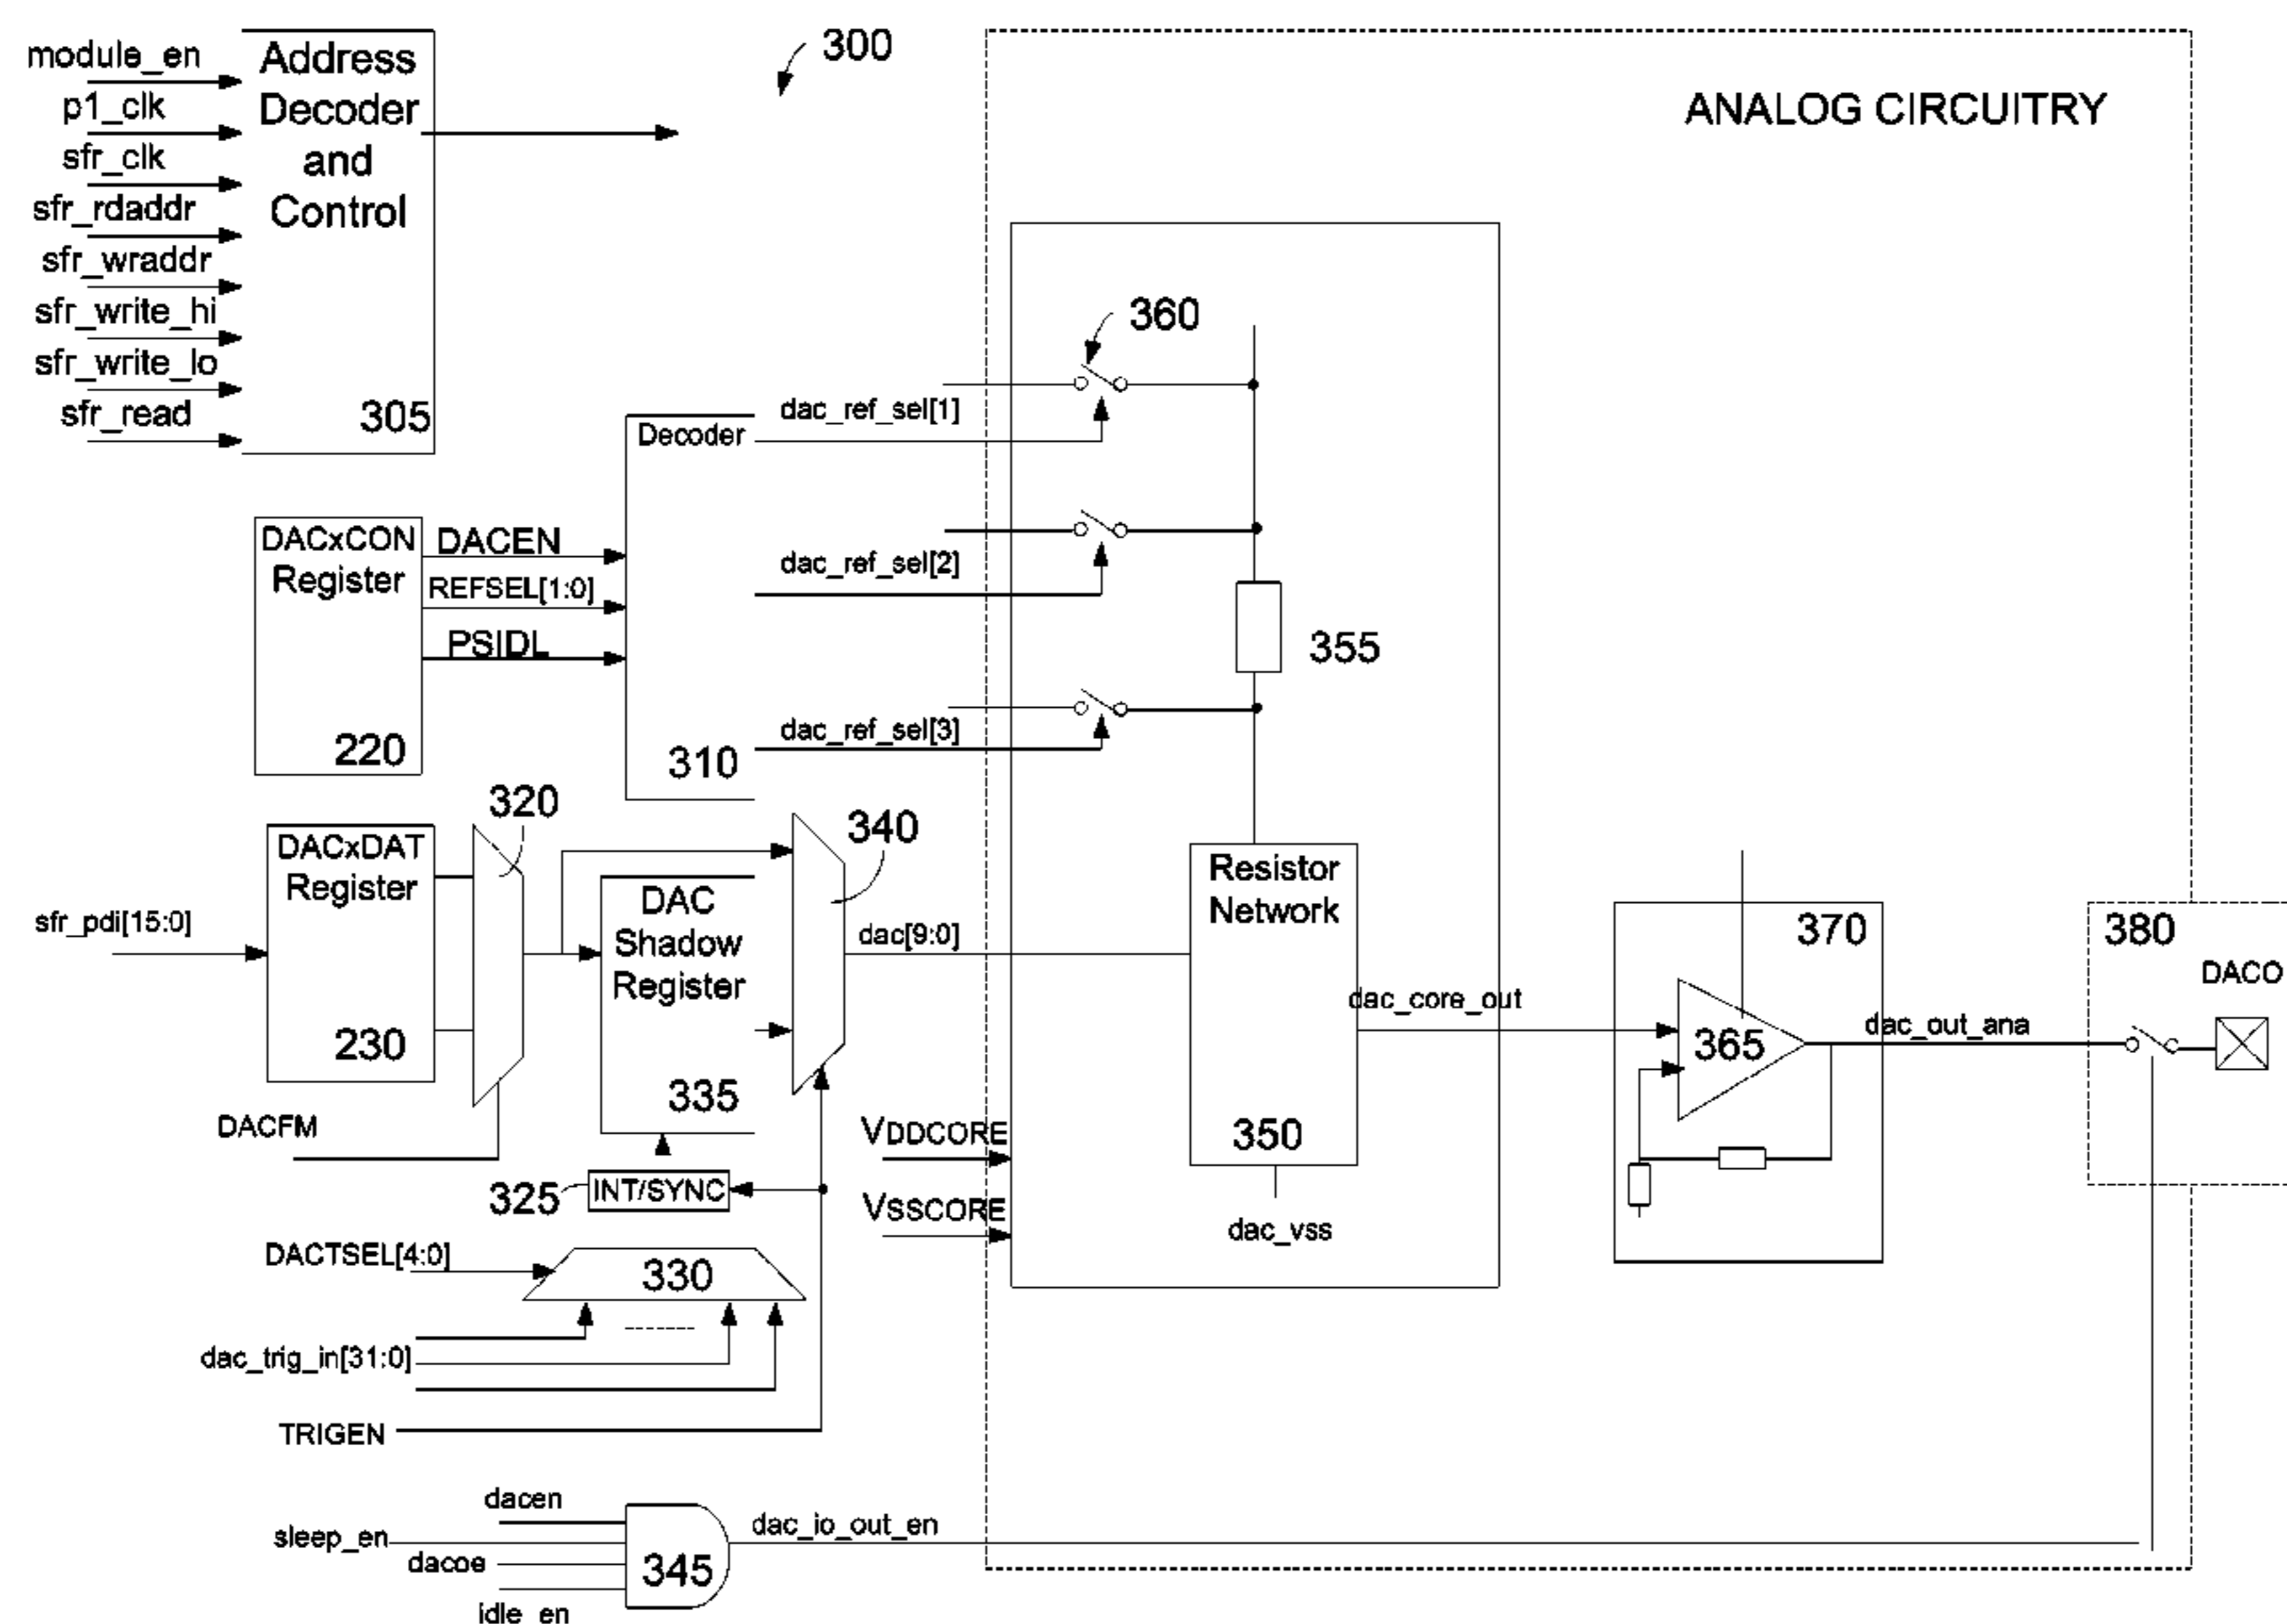 module_en
p1_clk
sfr_clk
sfr_rdaddr
sfr_wraddr
sfr_write_hi
sfr_write_lo
sfr_read
Address
Decoder
and
Control
305
300
ANALOG CIRCUITRY
360
dac_ref_sel[1]
Decoder
DACxCON
Register
220
DACEN
REFSEL[1:0]
PSIDL
dac_ref_sel[2]
355
dac_ref_sel[3]
310
320
340
DACxDAT
Register
230
sfr_pdi[15:0]
DAC
Shadow
Register
335
dac[9:0]
Resistor
Network
350
dac_core_out
370
365
dac_out_ana
380
DACO
DACFM
VDDCORE
VSSCORE
dac_vss
325
INT/SYNC
DACTSEL[4:0]
330
dac_trig_in[31:0]
TRIGEN
dacen
sleep_en
dacoe
idle_en
345
dac_io_out_en